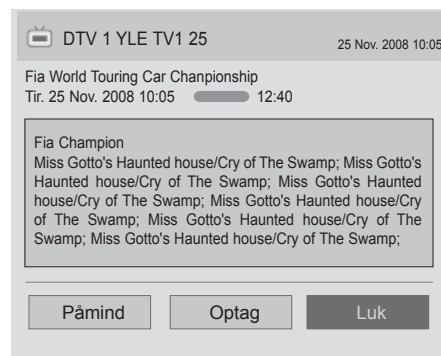 DTV 1 YLE TV1 25
25 Nov. 2008 10:05
Fia World Touring Car Chanpionship
Tir. 25 Nov. 2008 10:05 12:40
Fia Champion
Miss Gotto's Haunted house/Cry of The Swamp; Miss Gotto's
Haunted house/Cry of The Swamp; Miss Gotto's Haunted
house/Cry of The Swamp; Miss Gotto's Haunted house/Cry
of The Swamp; Miss Gotto's Haunted house/Cry of The
Swamp; Miss Gotto's Haunted house/Cry of The Swamp;
Påmind
Optag
Luk